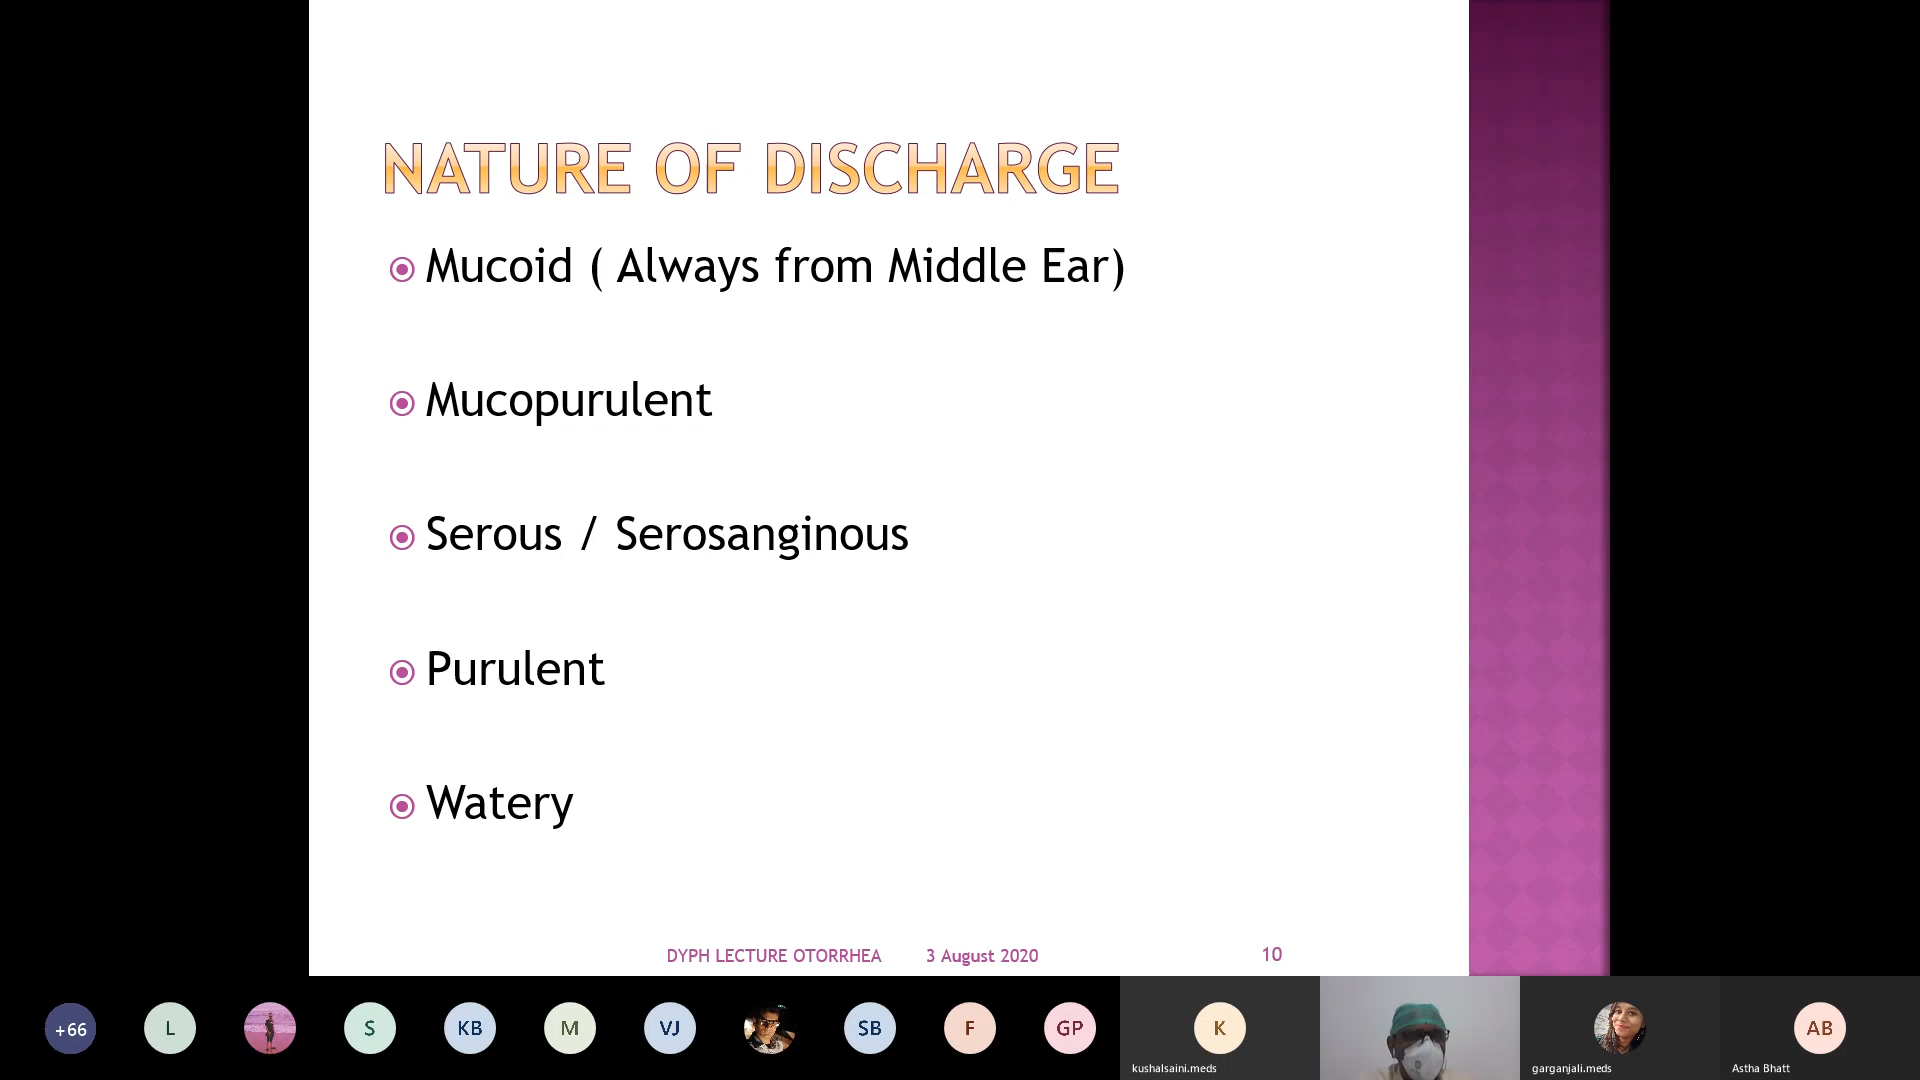 NATURE OF DISCHARGE
Mucoid ( Always from Middle Ear)
Mucopurulent
Serous / Serosanginous
Purulent
Watery
DYPH LECTURE OTORRHEA 3 August 2020 10
+66 L S KB M VJ SB F GP K AB
kushalsaini.meds garganjali.meds Astha Bhatt